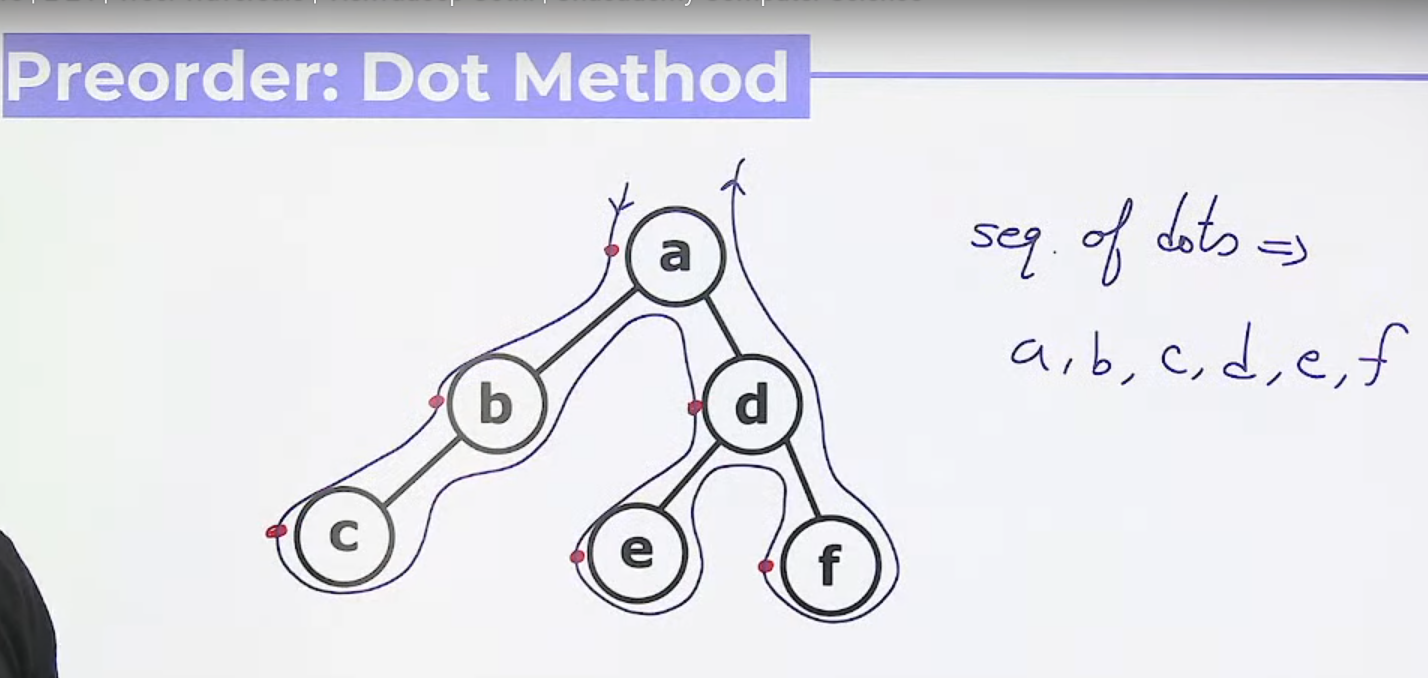 Preorder: Dot Method
a
b
d
c
e
f
seq. of dots ⇒
a, b, c, d, e, f